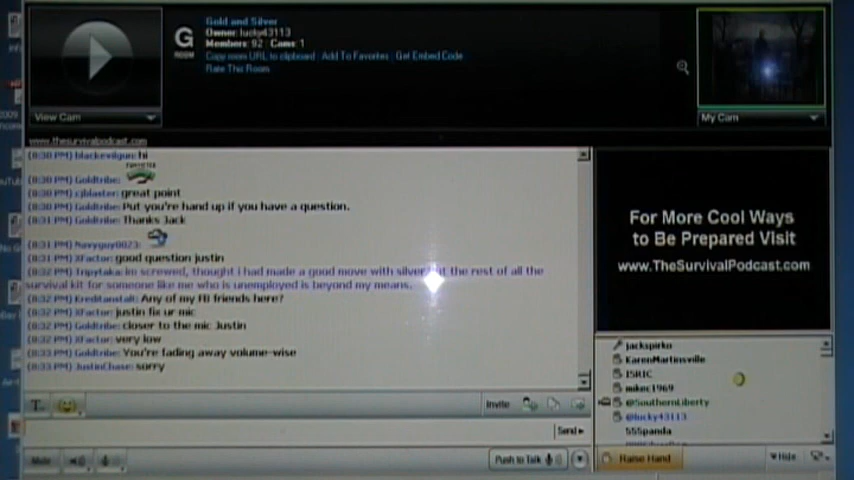 Gold and Silver
Owner: lucky43113
Members: 92 Cams: 1
Copy room URL to clipboard Add To Favorites Get Embed Code
Rate This Room
G
ROOM
View Cam
My Cam
www.thesurvivalpodcast.com
(8:30 PM) blackevilgun: hi
(8:30 PM) Goldtribe:
(8:30 PM) cjblaster: great point
(8:30 PM) Goldtribe: Put you're hand up if you have a question.
(8:31 PM) Goldtribe: Thanks Jack
(8:31 PM) Navyguy0023:
(8:31 PM) XFactor: good question justin
(8:32 PM) Tripytaka: im screwed, thought i had made a good move with silver the rest of all the
survival kit for someone like me who is unemployed is beyond my means.
(8:32 PM) Kreditanstalt: Any of my FB friends here?
(8:32 PM) XFactor: justin fix ur mic
(8:32 PM) Goldtribe: closer to the mic Justin
(8:32 PM) XFactor: very low
(8:33 PM) Goldtribe: You're fading away volume-wise
(8:33 PM) JustinChase: sorry
For More Cool Ways
to Be Prepared Visit
www.TheSurvivalPodcast.com
jackspirko
KarenMartinsville
ISRIC
mikec1969
@SouthernLiberty
@lucky43113
555panda
Invite
Send
Mute
Push to Talk
Raise Hand
Hide